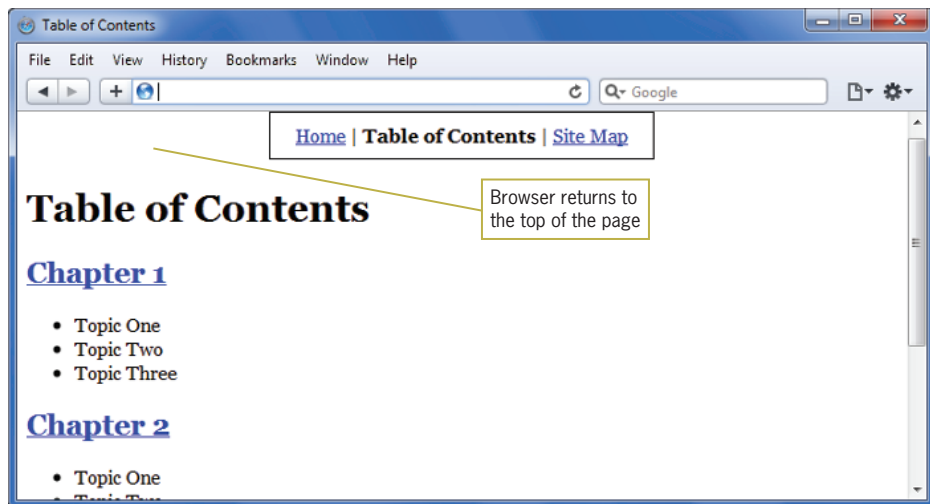 Table of Contents
File Edit View History Bookmarks Window Help
Google
Home | Table of Contents | Site Map
Browser returns to
the top of the page
Table of Contents
Chapter 1
• Topic One
• Topic Two
• Topic Three
Chapter 2
• Topic One